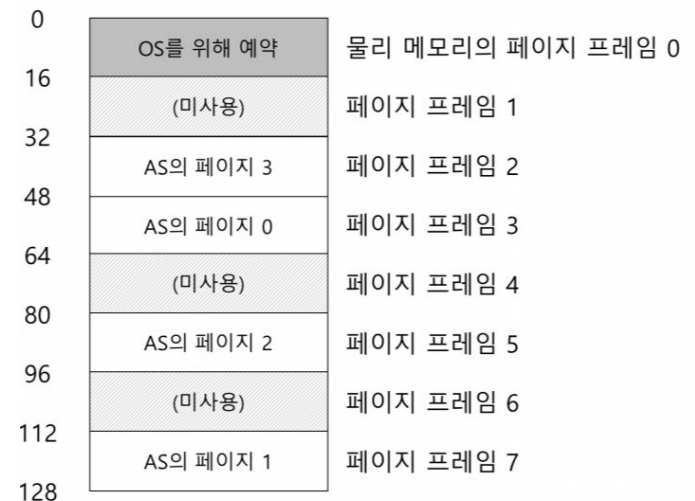 0
OS를 위해 예약 물리 메모리의 페이지 프레임 0
16
(미사용) 페이지 프레임 1
32
AS의 페이지 3 페이지 프레임 2
48
AS의 페이지 0 페이지 프레임 3
64
(미사용) 페이지 프레임 4
80
AS의 페이지 2 페이지 프레임 5
96
(미사용) 페이지 프레임 6
112
AS의 페이지 1 페이지 프레임 7
128